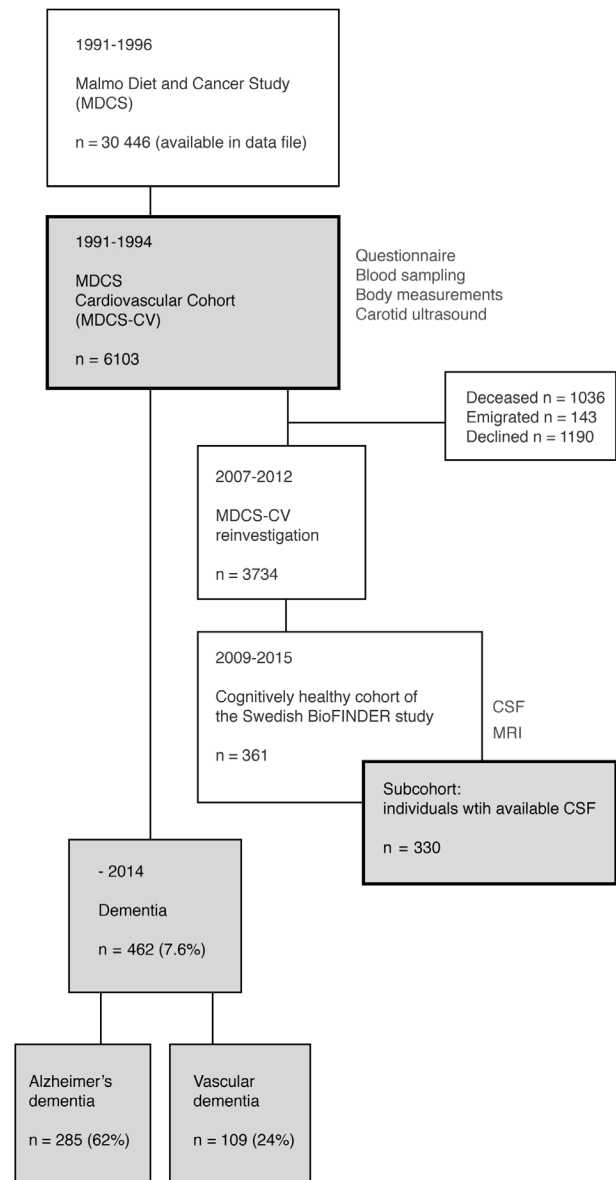 1991-1996
Malmo Diet and Cancer Study
(MDCS)
n = 30 446 (available in data file)
1991-1994
MDCS
Cardiovascular Cohort
(MDCS-CV)
n = 6103
Questionnaire
Blood sampling
Body measurements
Carotid ultrasound
Deceased n = 1036
Emigrated n = 143
Declined n = 1190
2007-2012
MDCS-CV
reinvestigation
n = 3734
2009-2015
Cognitively healthy cohort of
the Swedish BioFINDER study
n = 361
CSF
MRI
Subcohort:
individuals wtih available CSF
n = 330
- 2014
Dementia
n = 462 (7.6%)
Alzheimer's
dementia
n = 285 (62%)
Vascular
dementia
n = 109 (24%)